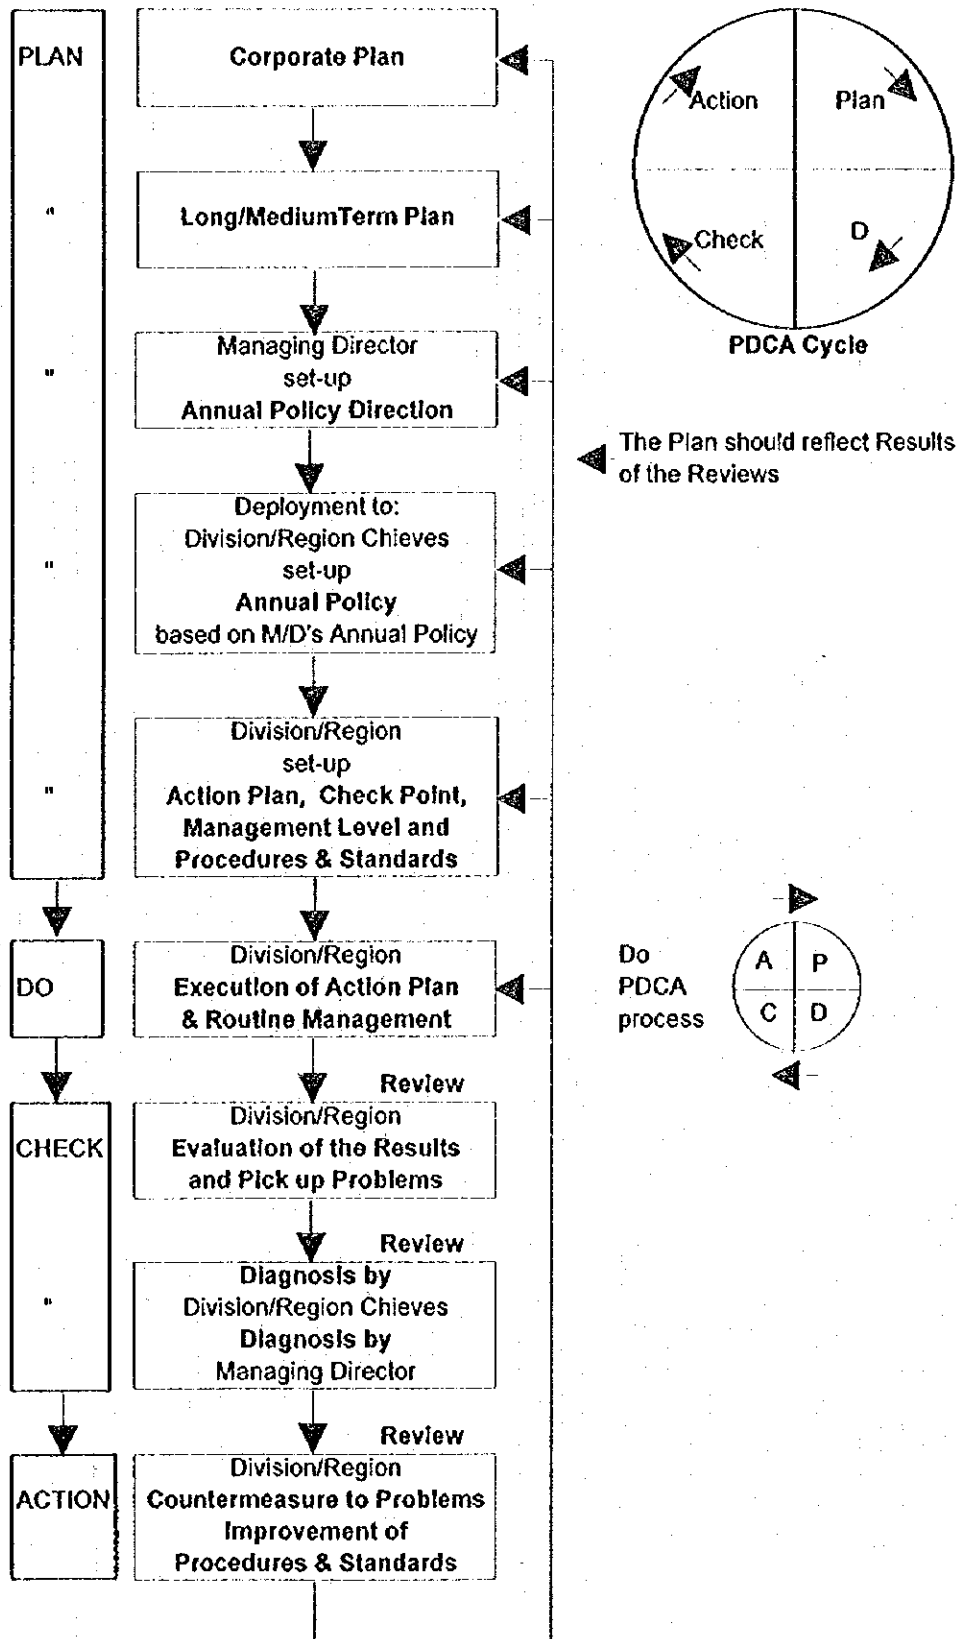 PLAN
Corporate Plan
"
Long/MediumTerm Plan
"
Managing Director
set-up
Annual Policy Direction
"
Deployment to:
Division/Region Chieves
set-up
Annual Policy
based on M/D's Annual Policy
"
Division/Region
set-up
Action Plan, Check Point,
Management Level and
Procedures & Standards
DO
Division/Region
Execution of Action Plan
& Routine Management
Review
CHECK
Division/Region
Evaluation of the Results
and Pick up Problems
Review
"
Diagnosis by
Division/Region Chieves
Diagnosis by
Managing Director
Review
ACTION
Division/Region
Countermeasure to Problems
Improvement of
Procedures & Standards
Action
Plan
Check
D
PDCA Cycle
The Plan should reflect Results
of the Reviews
Do
PDCA
process
A
P
C
D